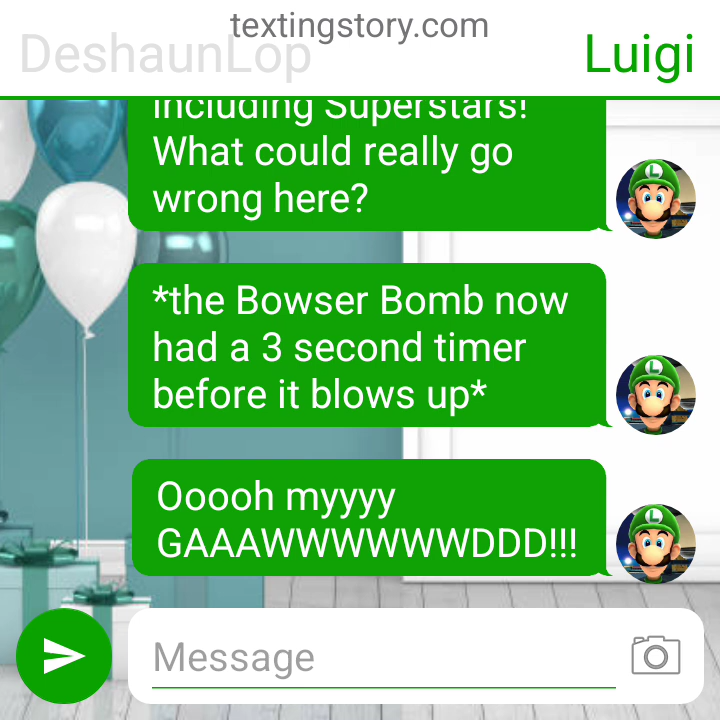 textingstory.com
DeshaunLop
Luigi
including Superstars!
What could really go
wrong here?
*the Bowser Bomb now
had a 3 second timer
before it blows up*
Ooooh myyyy
GAAAWWWWWWDDD!!!
Message